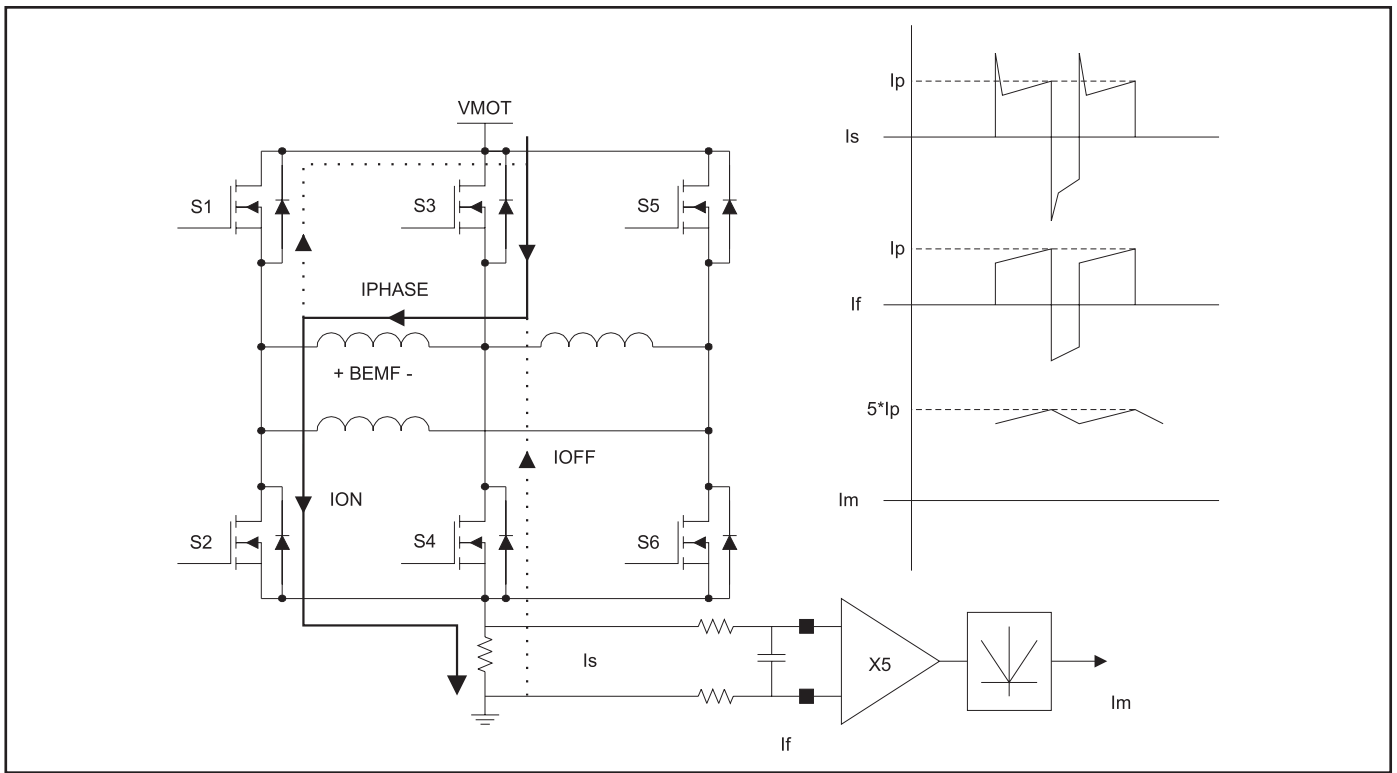 VMOT
S1
S3
S5
IPHASE
+ BEMF -
IOFF
ION
S2
S4
S6
Is
If
X5
Im
Ip
Is
Ip
If
5*Ip
Im